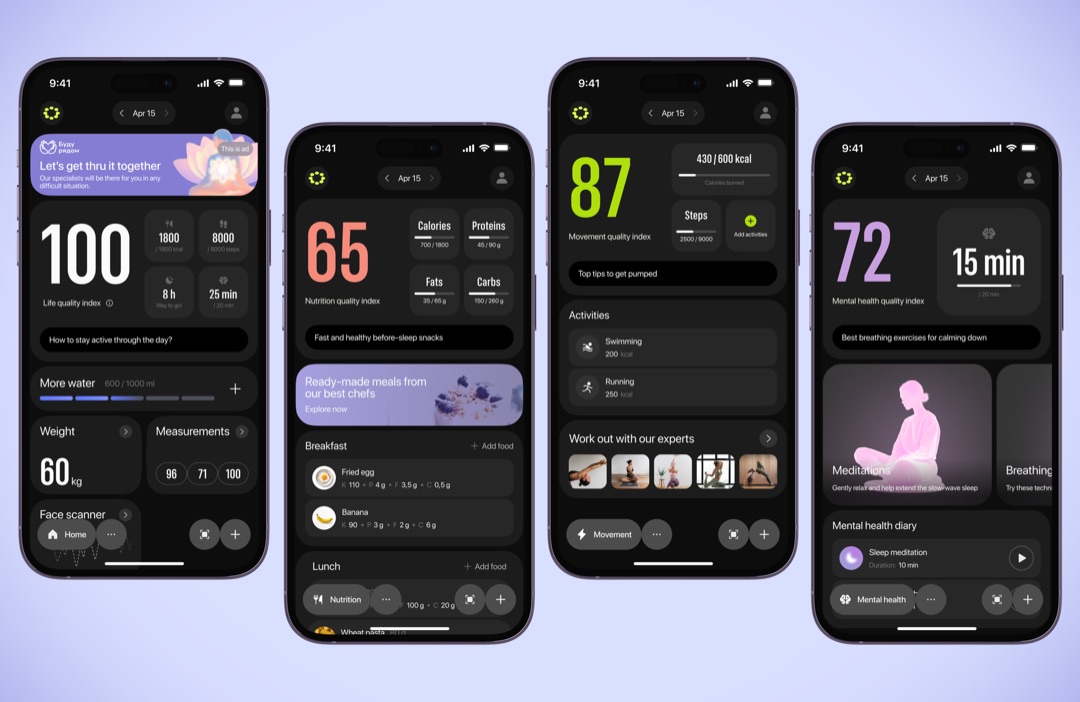 9:41
Apr 15
Буду
рядом
This is ad
Let's get thru it together
Our specialists will be there for you in any
difficult situation.
100
Life quality index
1800
/ 1800 kcal
8000
/ 8000 steps
8 h
Way to go!
25 min
/ 20 min
How to stay active through the day?
More water 600 / 1000 ml
Weight
60 kg
Measurements
96 71 100
Face scanner
Home
9:41
Apr 15
65
Nutrition quality index
Calories
700 / 1800
Proteins
45 / 90 g
Fats
35 / 65 g
Carbs
150 / 260 g
Fast and healthy before-sleep snacks
Ready-made meals from
our best chefs
Explore now
Breakfast
Add food
Fried egg
K 110 • P 4 g • F 3,5 g • C 0,5 g
Banana
K 90 • P 3 g • F 2 g • C 6 g
Lunch
Add food
100 g • C 20 g
Nutrition
Wheat pasta 80 g
9:41
Apr 15
87
Movement quality index
430 / 600 kcal
Calories burned
Steps
2500 / 9000
Add activities
Top tips to get pumped
Activities
Swimming
200 kcal
Running
250 kcal
Work out with our experts
Movement
9:41
Apr 15
72
Mental health quality index
15 min
/ 20 min
Best breathing exercises for calming down
Meditations
Gently relax and help extend the slow-wave sleep
Breathing
Try these techni
Mental health diary
Sleep meditation
Duration: 10 min
Mental health